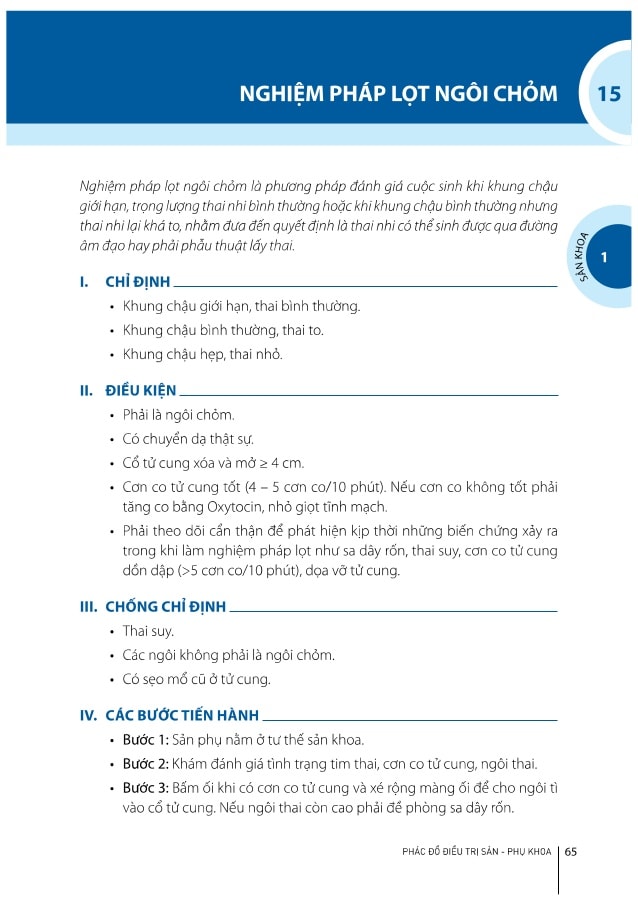 NGHIỆM PHÁP LỌT NGÔI CHỎM
15
Nghiệm pháp lọt ngôi chỏm là phương pháp đánh giá cuộc sinh khi khung chậu
giới hạn, trọng lượng thai nhi bình thường hoặc khi khung chậu bình thường nhưng
thai nhi lại khá to, nhằm đưa đến quyết định là thai nhi có thể sinh được qua đường
âm đạo hay phải phẫu thuật lấy thai.
SẢN KHOA
1
I. CHỈ ĐỊNH
• Khung chậu giới hạn, thai bình thường.
• Khung chậu bình thường, thai to.
• Khung chậu hẹp, thai nhỏ.
II. ĐIỀU KIỆN
• Phải là ngôi chỏm.
• Có chuyển dạ thật sự.
• Cổ tử cung xóa và mở ≥ 4 cm.
• Cơn co tử cung tốt (4 – 5 cơn co/10 phút). Nếu cơn co không tốt phải
tăng co bằng Oxytocin, nhỏ giọt tĩnh mạch.
• Phải theo dõi cẩn thận để phát hiện kịp thời những biến chứng xảy ra
trong khi làm nghiệm pháp lọt như sa dây rốn, thai suy, cơn co tử cung
dồn dập (>5 cơn co/10 phút), dọa vỡ tử cung.
III. CHỐNG CHỈ ĐỊNH
• Thai suy.
• Các ngôi không phải là ngôi chỏm.
• Có sẹo mổ cũ ở tử cung.
IV. CÁC BƯỚC TIẾN HÀNH
• Bước 1: Sản phụ nằm ở tư thế sản khoa.
• Bước 2: Khám đánh giá tình trạng tim thai, cơn co tử cung, ngôi thai.
• Bước 3: Bấm ối khi có cơn co tử cung và xé rộng màng ối để cho ngôi tì
vào cổ tử cung. Nếu ngôi thai còn cao phải đề phòng sa dây rốn.
PHÁC ĐỒ ĐIỀU TRỊ SẢN - PHỤ KHOA 65